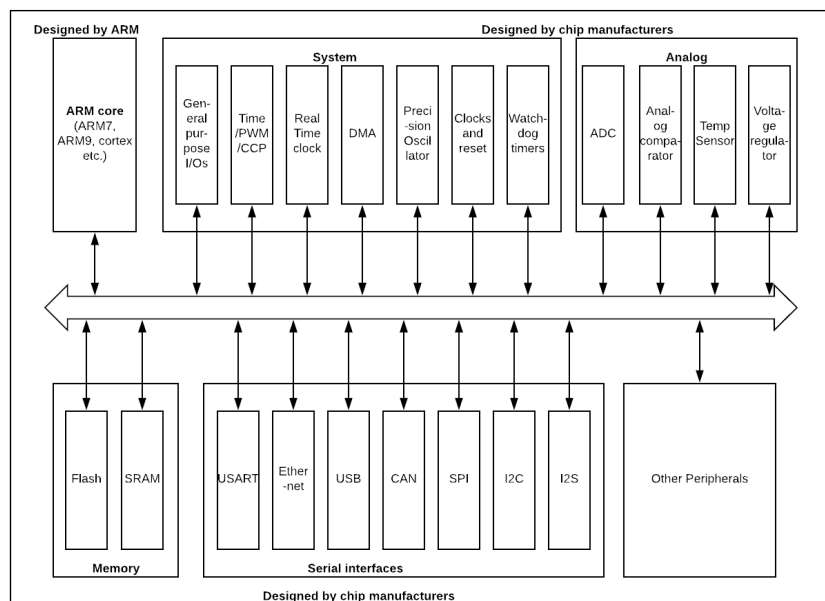 Designed by ARM
Designed by chip manufacturers
System
Analog
ARM core
(ARM7,
ARM9, cortex
etc.)
Gen-
eral
pur-
pose
I/Os
Time
/PWM
/CCP
Real
Time
clock
DMA
Preci
-sion
Oscil
lator
Clocks
and
reset
Watch-
dog
timers
ADC
Anal-
og
compa-
rator
Temp
Sensor
Volta-
ge
regula-
tor
Flash
SRAM
Memory
USART
Ether
-net
USB
CAN
SPI
I2C
I2S
Serial interfaces
Other Peripherals
Designed by chip manufacturers